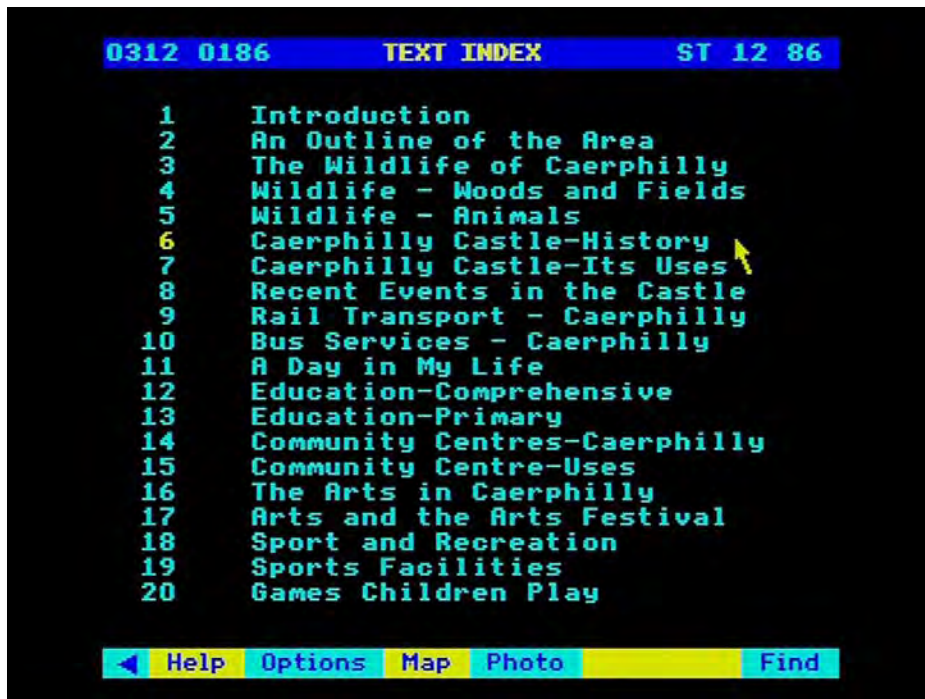 0312 0186 TEXT INDEX ST 12 86
1 Introduction
2 An Outline of the Area
3 The Wildlife of Caerphilly
4 Wildlife - Woods and Fields
5 Wildlife - Animals
6 Caerphilly Castle-History
7 Caerphilly Castle-Its Uses
8 Recent Events in the Castle
9 Rail Transport - Caerphilly
10 Bus Services - Caerphilly
11 A Day in My Life
12 Education-Comprehensive
13 Education-Primary
14 Community Centres-Caerphilly
15 Community Centre-Uses
16 The Arts in Caerphilly
17 Arts and the Arts Festival
18 Sport and Recreation
19 Sports Facilities
20 Games Children Play
Help Options Map Photo Find